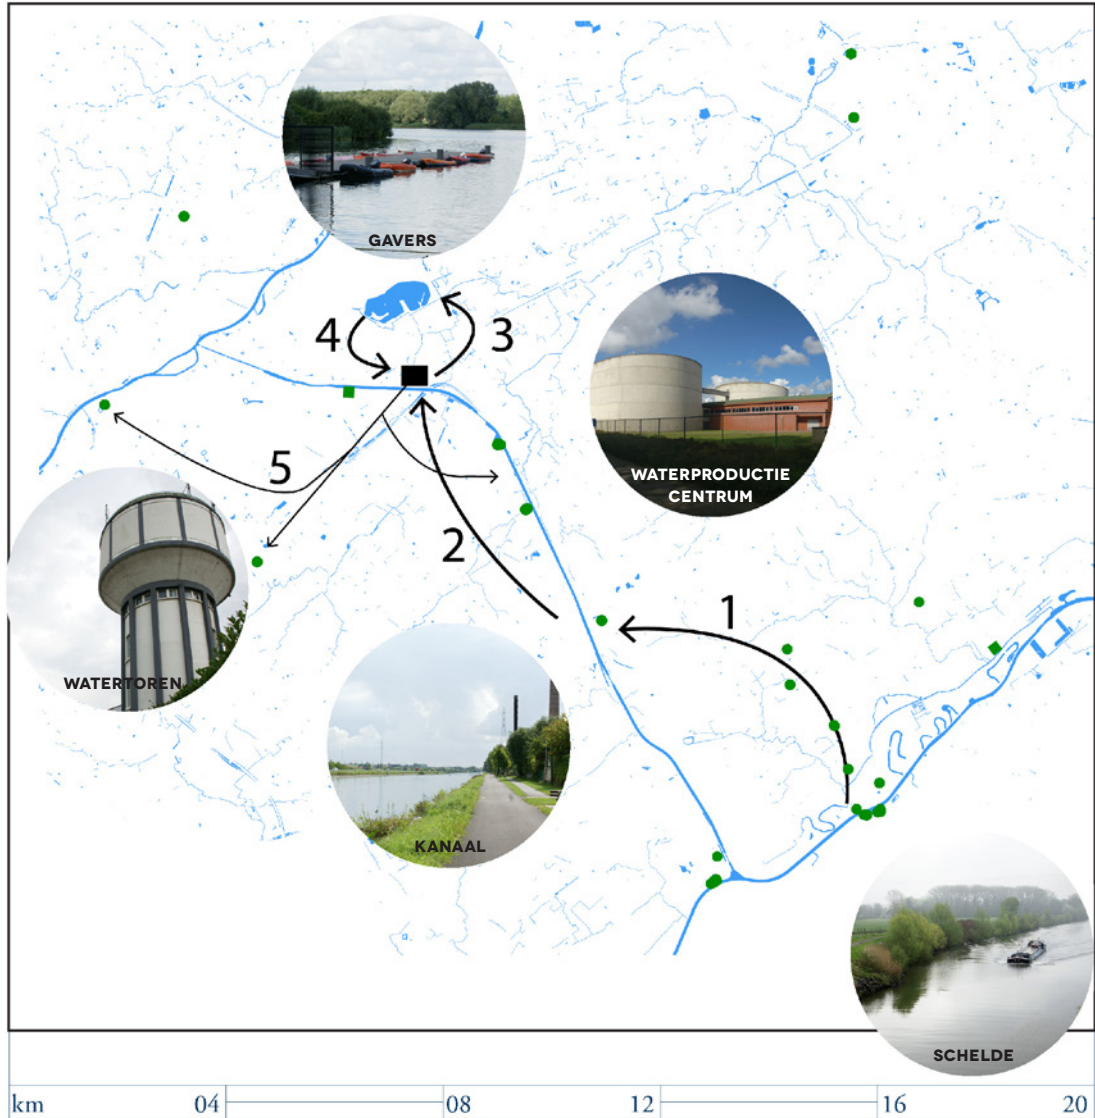 GAVERS
4
3
WATERPRODUCTIE
CENTRUM
5
2
1
WATERTOREN
KANAAL
SCHELDE
km 04 08 12 16 20